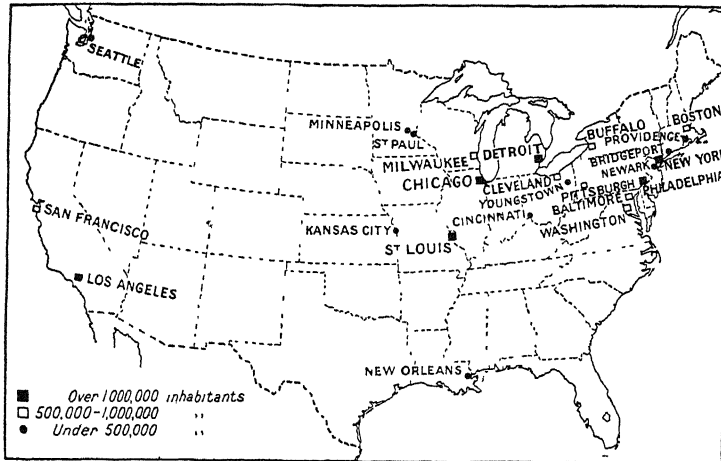 SEATTLE
MINNEAPOLIS
ST PAUL
BUFFALO
BOSTON
PROVIDENCE
MILWAUKEE
DETROIT
BRIDGEPORT
NEWARK
NEW YORK
CHICAGO
CLEVELAND
YOUNGSTOWN
PITTSBURGH
PHILADELPHIA
BALTIMORE
CINCINNATI
WASHINGTON
SAN FRANCISCO
KANSAS CITY
ST LOUIS
LOS ANGELES
NEW ORLEANS
Over 1000,000 inhabitants
500,000-1,000,000 "
Under 500,000 "